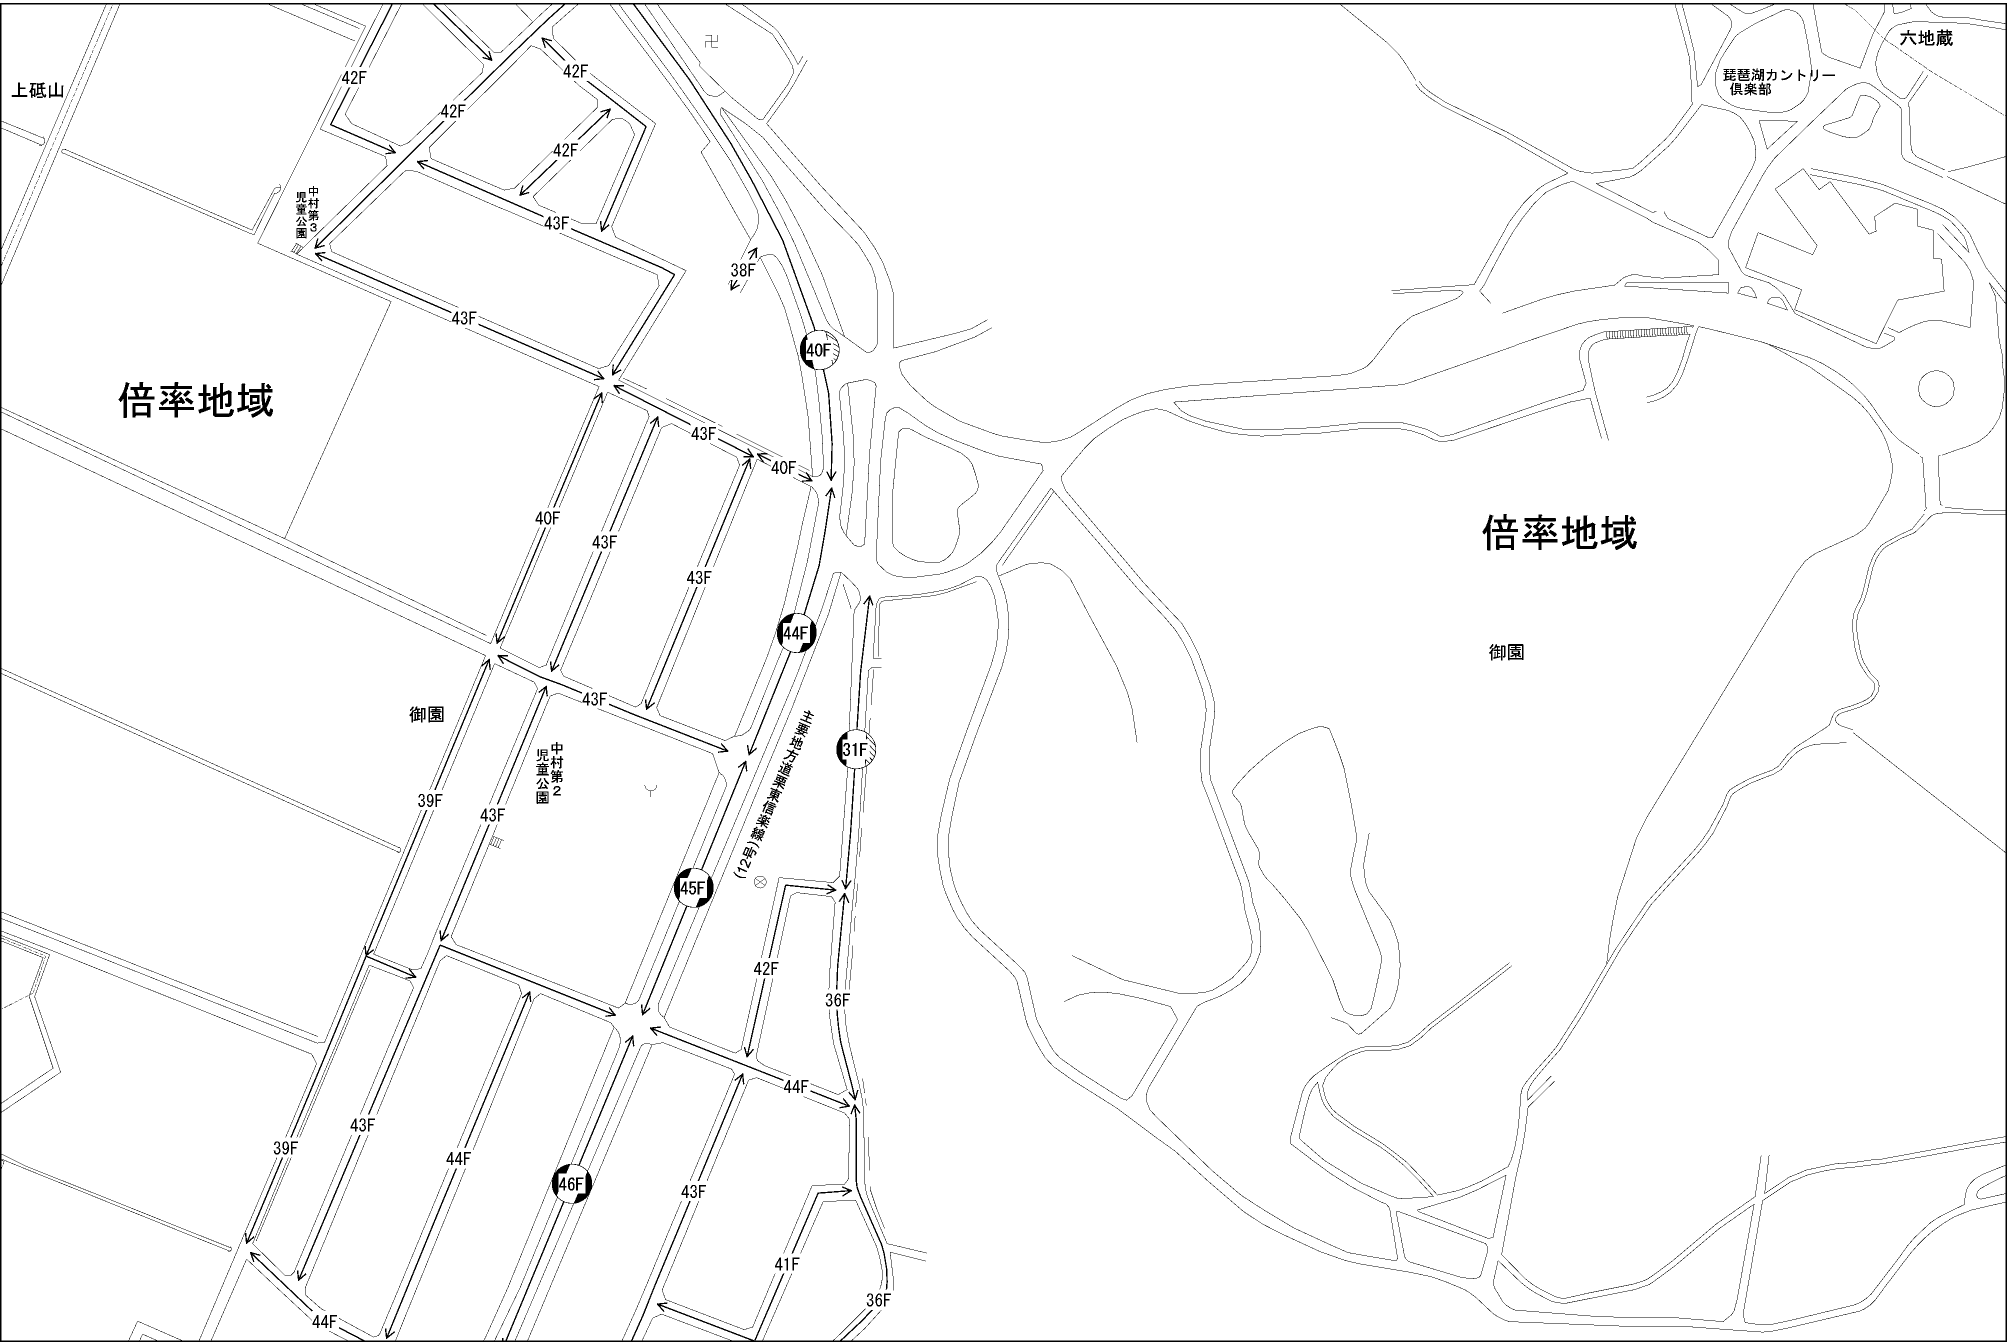 六地蔵
琵琶湖カントリー
倶楽部
上砥山
42F
42F
42F
42F
中村第3
児童公園
43F
38F
43F
40F
倍率地域
43F
40F
40F
43F
43F
倍率地域
44F
御園
43F
御園
主要地方道栗東信楽線
(12号)
31F
中村第2
児童公園
39F
43F
45F
42F
36F
44F
43F
39F
44F
46F
43F
41F
36F
44F